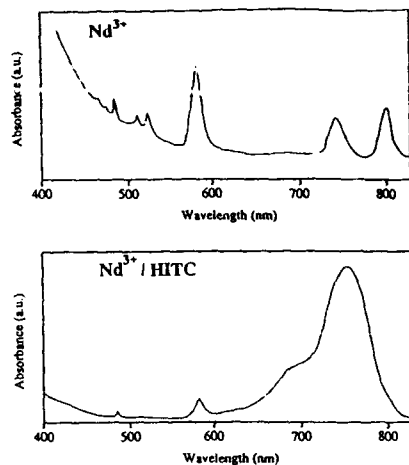 Nd³⁺
Absorbance (a.u.)
400 500 600 700 800
Wavelength (nm)
Nd³⁺ / HITC
Absorbance (a.u.)
400 500 600 700 800
Wavelength (nm)